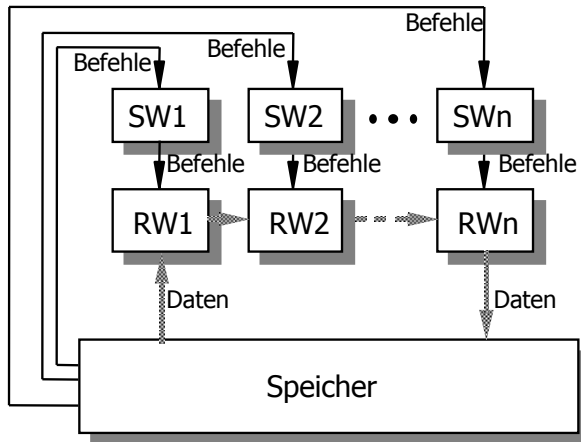 Befehle
Befehle Befehle
SW1 SW2 ••• SWn
Befehle Befehle Befehle
RW1 RW2 RWn
Daten Daten
Speicher